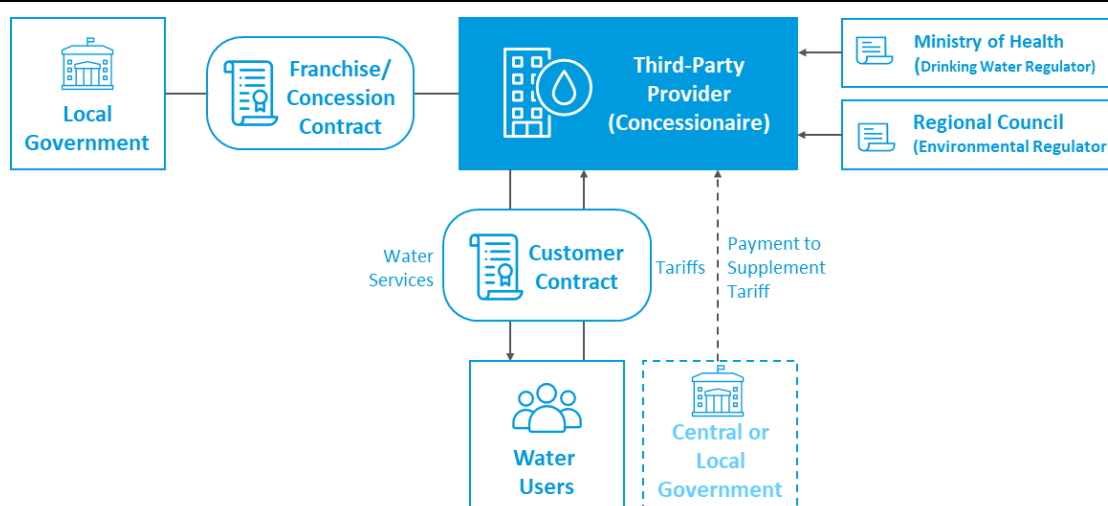 Local
Government
Franchise/
Concession
Contract
Third-Party
Provider
(Concessionaire)
Ministry of Health
(Drinking Water Regulator)
Regional Council
(Environmental Regulator
Water
Services
Customer
Contract
Tariffs
Payment to
Supplement
Tariff
Water
Users
Central or
Local
Government